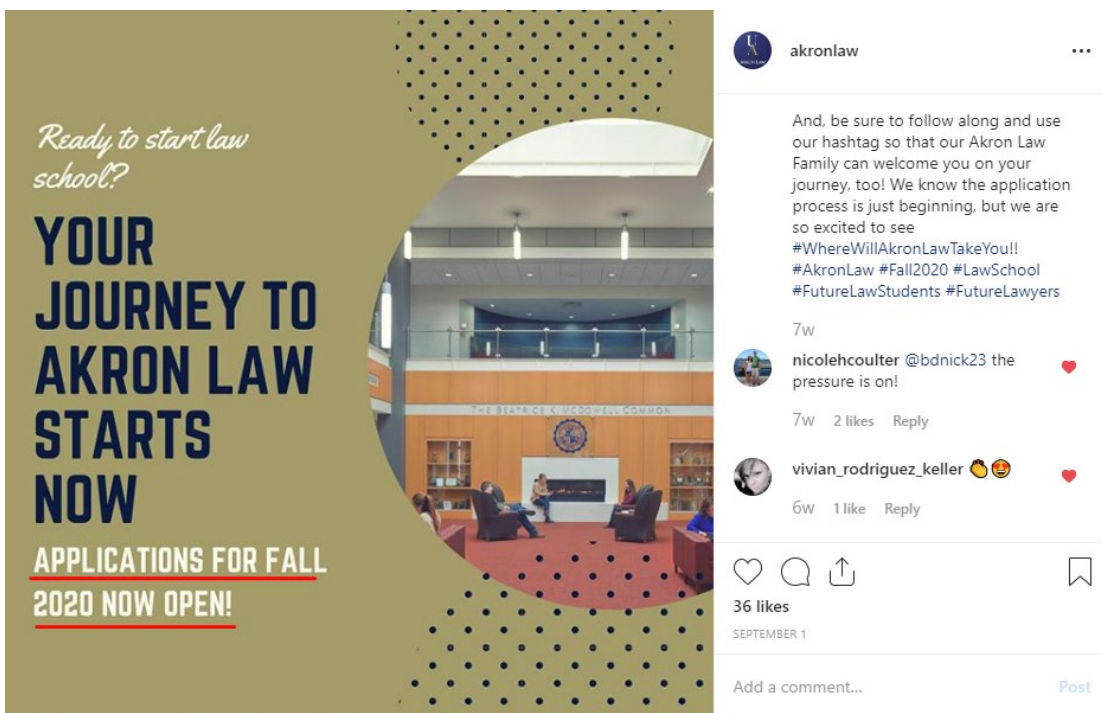 Ready to start law
school?
YOUR
JOURNEY TO
AKRON LAW
STARTS
NOW
APPLICATIONS FOR FALL
2020 NOW OPEN!
THE BEATRICE K. MCDOWELL COMMON
UA
AKRON LAW
akronlaw
And, be sure to follow along and use
our hashtag so that our Akron Law
Family can welcome you on your
journey, too! We know the application
process is just beginning, but we are
so excited to see
#WhereWillAkronLawTakeYou!!
#AkronLaw #Fall2020 #LawSchool
#FutureLawStudents #FutureLawyers
7w
nicolehcoulter @bdnick23 the
pressure is on!
7w 2 likes Reply
vivian_rodriguez_keller 👏😍
6w 1 like Reply
36 likes
SEPTEMBER 1
Add a comment... Post